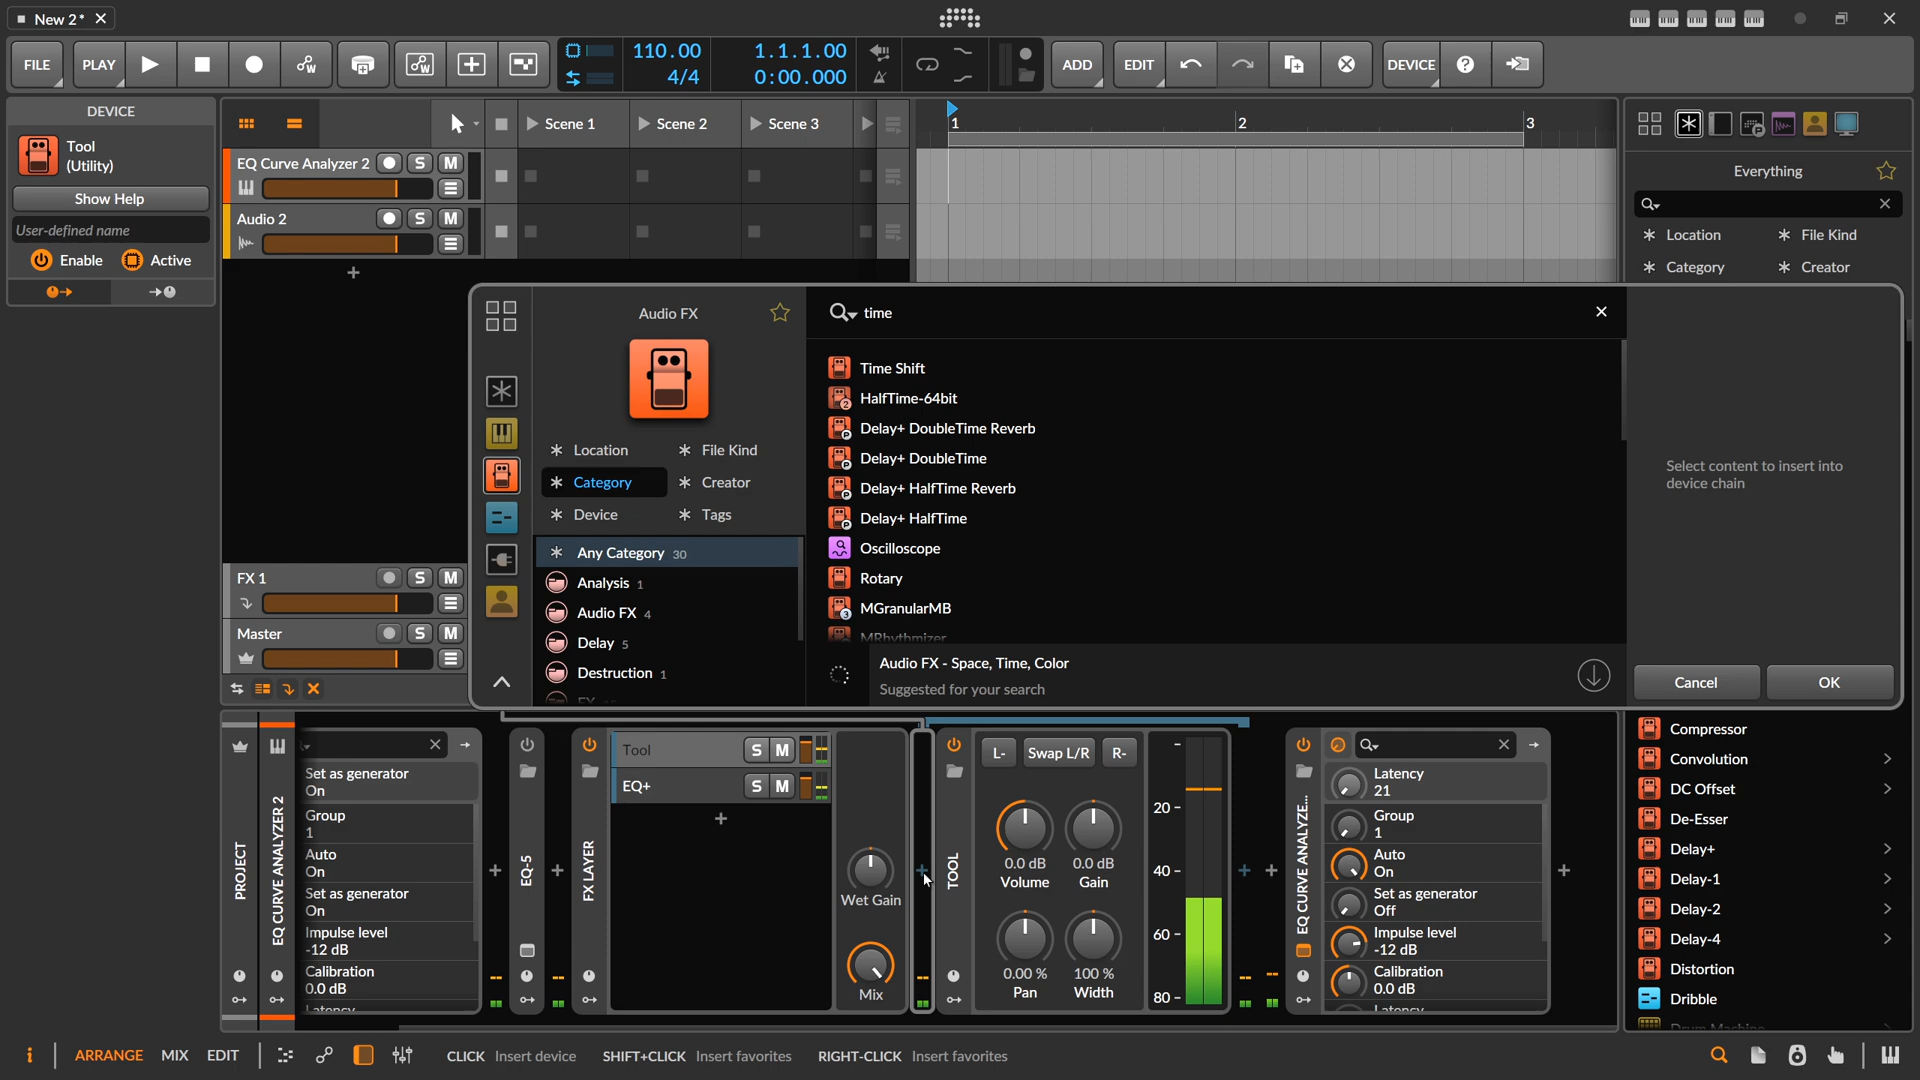 New 2*
FILE
PLAY
110.00
4/4
1.1.1.00
0:00.000
ADD
EDIT
DEVICE
DEVICE
Tool
(Utility)
Show Help
User-defined name
Enable
Active
EQ Curve Analyzer 2
S M
Audio 2
S M
Scene 1
Scene 2
Scene 3
1
2
3
Everything
Location
File Kind
Category
Creator
FX 1
S M
Master
S M
Audio FX
Location
File Kind
Category
Creator
Device
Tags
Any Category 30
Analysis 1
Audio FX 4
Delay 5
Destruction 1
time
Time Shift
HalfTime-64bit
Delay+ DoubleTime Reverb
Delay+ DoubleTime
Delay+ HalfTime Reverb
Delay+ HalfTime
Oscilloscope
Rotary
MGranularMB
MRhythmizer
Audio FX - Space, Time, Color
Suggested for your search
Select content to insert into
device chain
Cancel
OK
PROJECT
EQ CURVE ANALYZER 2
Set as generator
On
Group
1
Auto
On
Set as generator
On
Impulse level
-12 dB
Calibration
0.0 dB
Latency
EQ-5
FX LAYER
Tool
S M
EQ+
S M
Wet Gain
Mix
TOOL
L-
Swap L/R
R-
0.0 dB
Volume
0.0 dB
Gain
0.00 %
Pan
100 %
Width
20
40
60
80
EQ CURVE ANALYZE...
Latency
21
Group
1
Auto
On
Set as generator
Off
Impulse level
-12 dB
Calibration
0.0 dB
Latency
Compressor
Convolution
DC Offset
De-Esser
Delay+
Delay-1
Delay-2
Delay-4
Distortion
Dribble
Drum Machine
i
ARRANGE
MIX
EDIT
CLICK Insert device
SHIFT+CLICK Insert favorites
RIGHT-CLICK Insert favorites